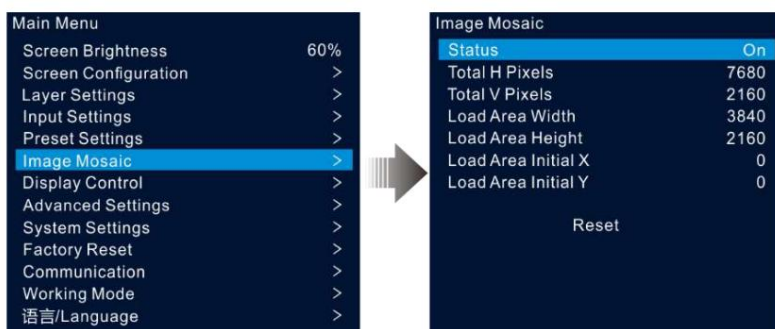 Main Menu
Screen Brightness 60%
Screen Configuration >
Layer Settings >
Input Settings >
Preset Settings >
Image Mosaic >
Display Control >
Advanced Settings >
System Settings >
Factory Reset >
Communication >
Working Mode >
语言/Language >
Image Mosaic
Status On
Total H Pixels 7680
Total V Pixels 2160
Load Area Width 3840
Load Area Height 2160
Load Area Initial X 0
Load Area Initial Y 0
Reset